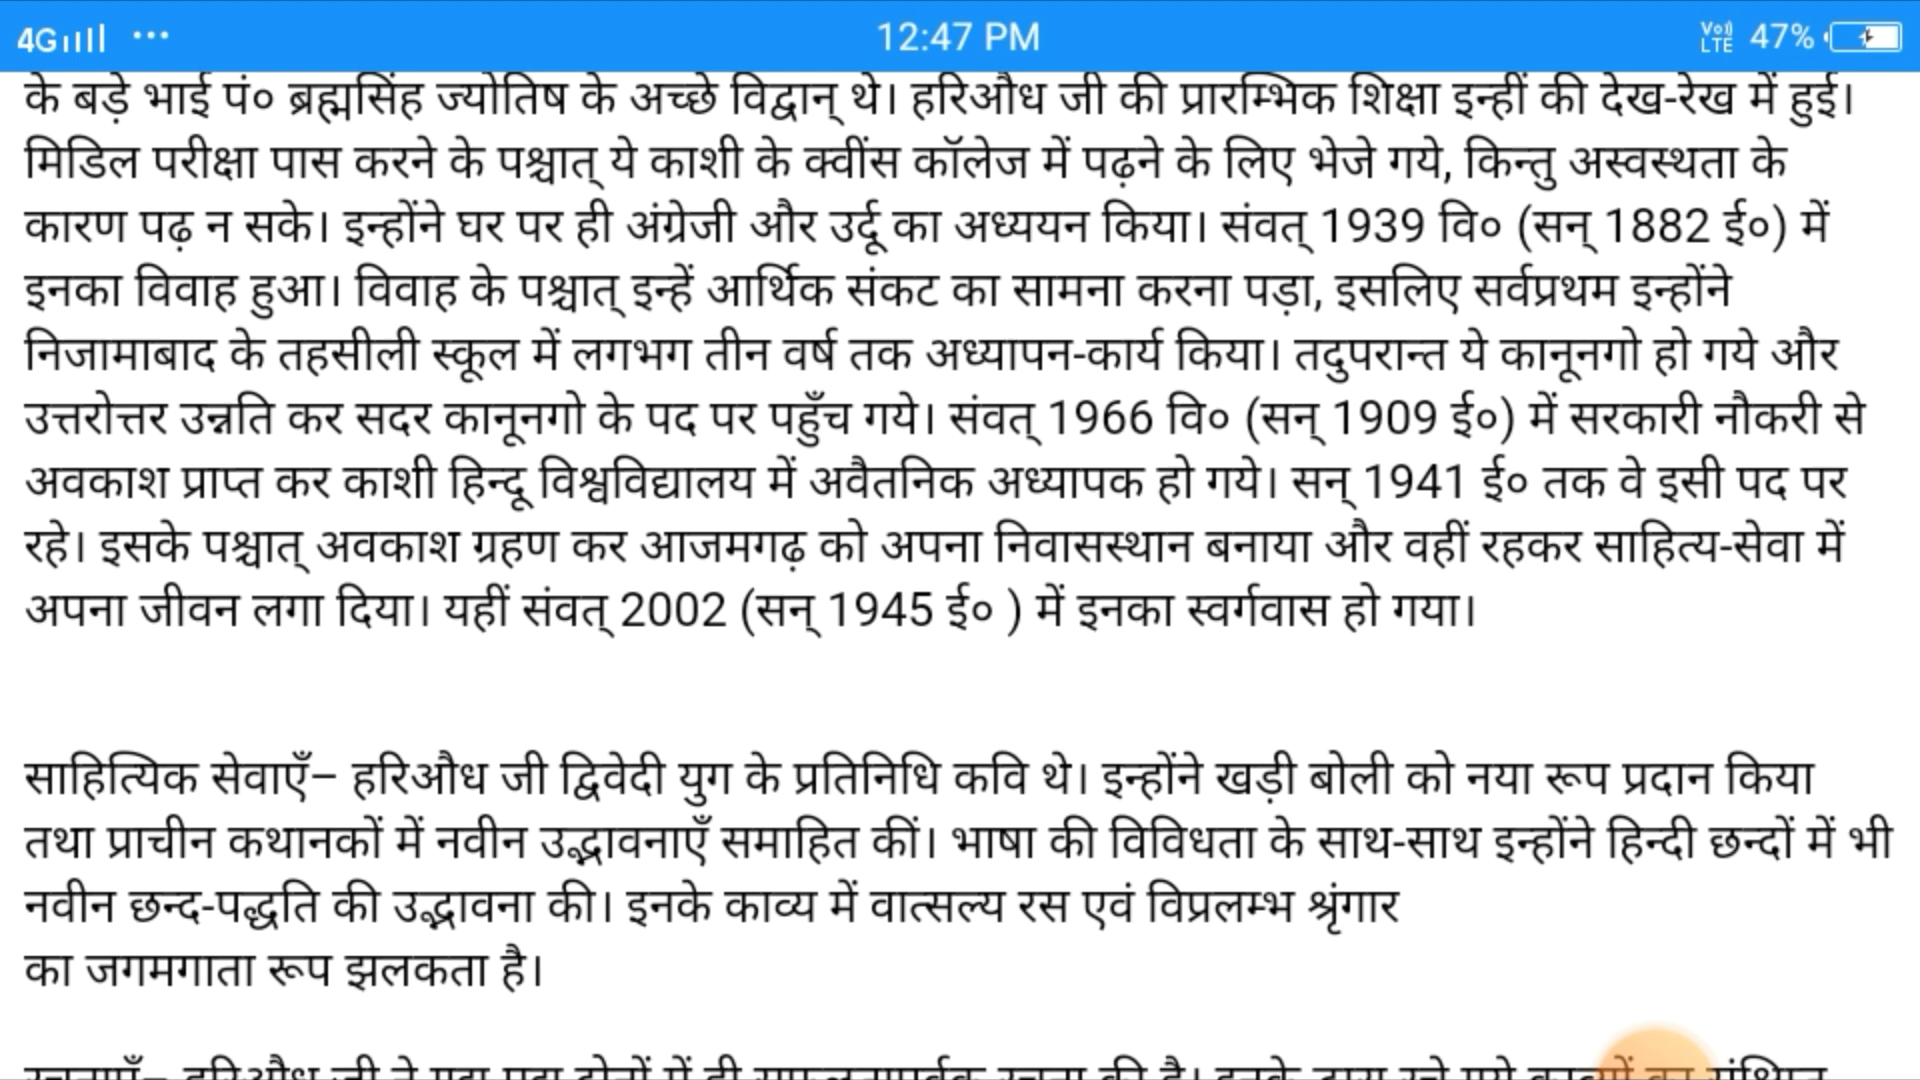 4G ... 12:47 PM VoLTE 47%
के बड़े भाई पं० ब्रह्मसिंह ज्योतिष के अच्छे विद्वान् थे। हरिऔध जी की प्रारम्भिक शिक्षा इन्हीं की देख-रेख में हुई।
मिडिल परीक्षा पास करने के पश्चात् ये काशी के क्वींस कॉलेज में पढ़ने के लिए भेजे गये, किन्तु अस्वस्थता के
कारण पढ़ न सके। इन्होंने घर पर ही अंग्रेजी और उर्दू का अध्ययन किया। संवत् 1939 वि० (सन् 1882 ई०) में
इनका विवाह हुआ। विवाह के पश्चात् इन्हें आर्थिक संकट का सामना करना पड़ा, इसलिए सर्वप्रथम इन्होंने
निजामाबाद के तहसीली स्कूल में लगभग तीन वर्ष तक अध्यापन-कार्य किया। तदुपरान्त ये कानूनगो हो गये और
उत्तरोत्तर उन्नति कर सदर कानूनगो के पद पर पहुँच गये। संवत् 1966 वि० (सन् 1909 ई०) में सरकारी नौकरी से
अवकाश प्राप्त कर काशी हिन्दू विश्वविद्यालय में अवैतनिक अध्यापक हो गये। सन् 1941 ई० तक वे इसी पद पर
रहे। इसके पश्चात् अवकाश ग्रहण कर आजमगढ़ को अपना निवासस्थान बनाया और वहीं रहकर साहित्य-सेवा में
अपना जीवन लगा दिया। यहीं संवत् 2002 (सन् 1945 ई० ) में इनका स्वर्गवास हो गया।
साहित्यिक सेवाएँ– हरिऔध जी द्विवेदी युग के प्रतिनिधि कवि थे। इन्होंने खड़ी बोली को नया रूप प्रदान किया
तथा प्राचीन कथानकों में नवीन उद्भावनाएँ समाहित कीं। भाषा की विविधता के साथ-साथ इन्होंने हिन्दी छन्दों में भी
नवीन छन्द-पद्धति की उद्भावना की। इनके काव्य में वात्सल्य रस एवं विप्रलम्भ श्रृंगार
का जगमगाता रूप झलकता है।